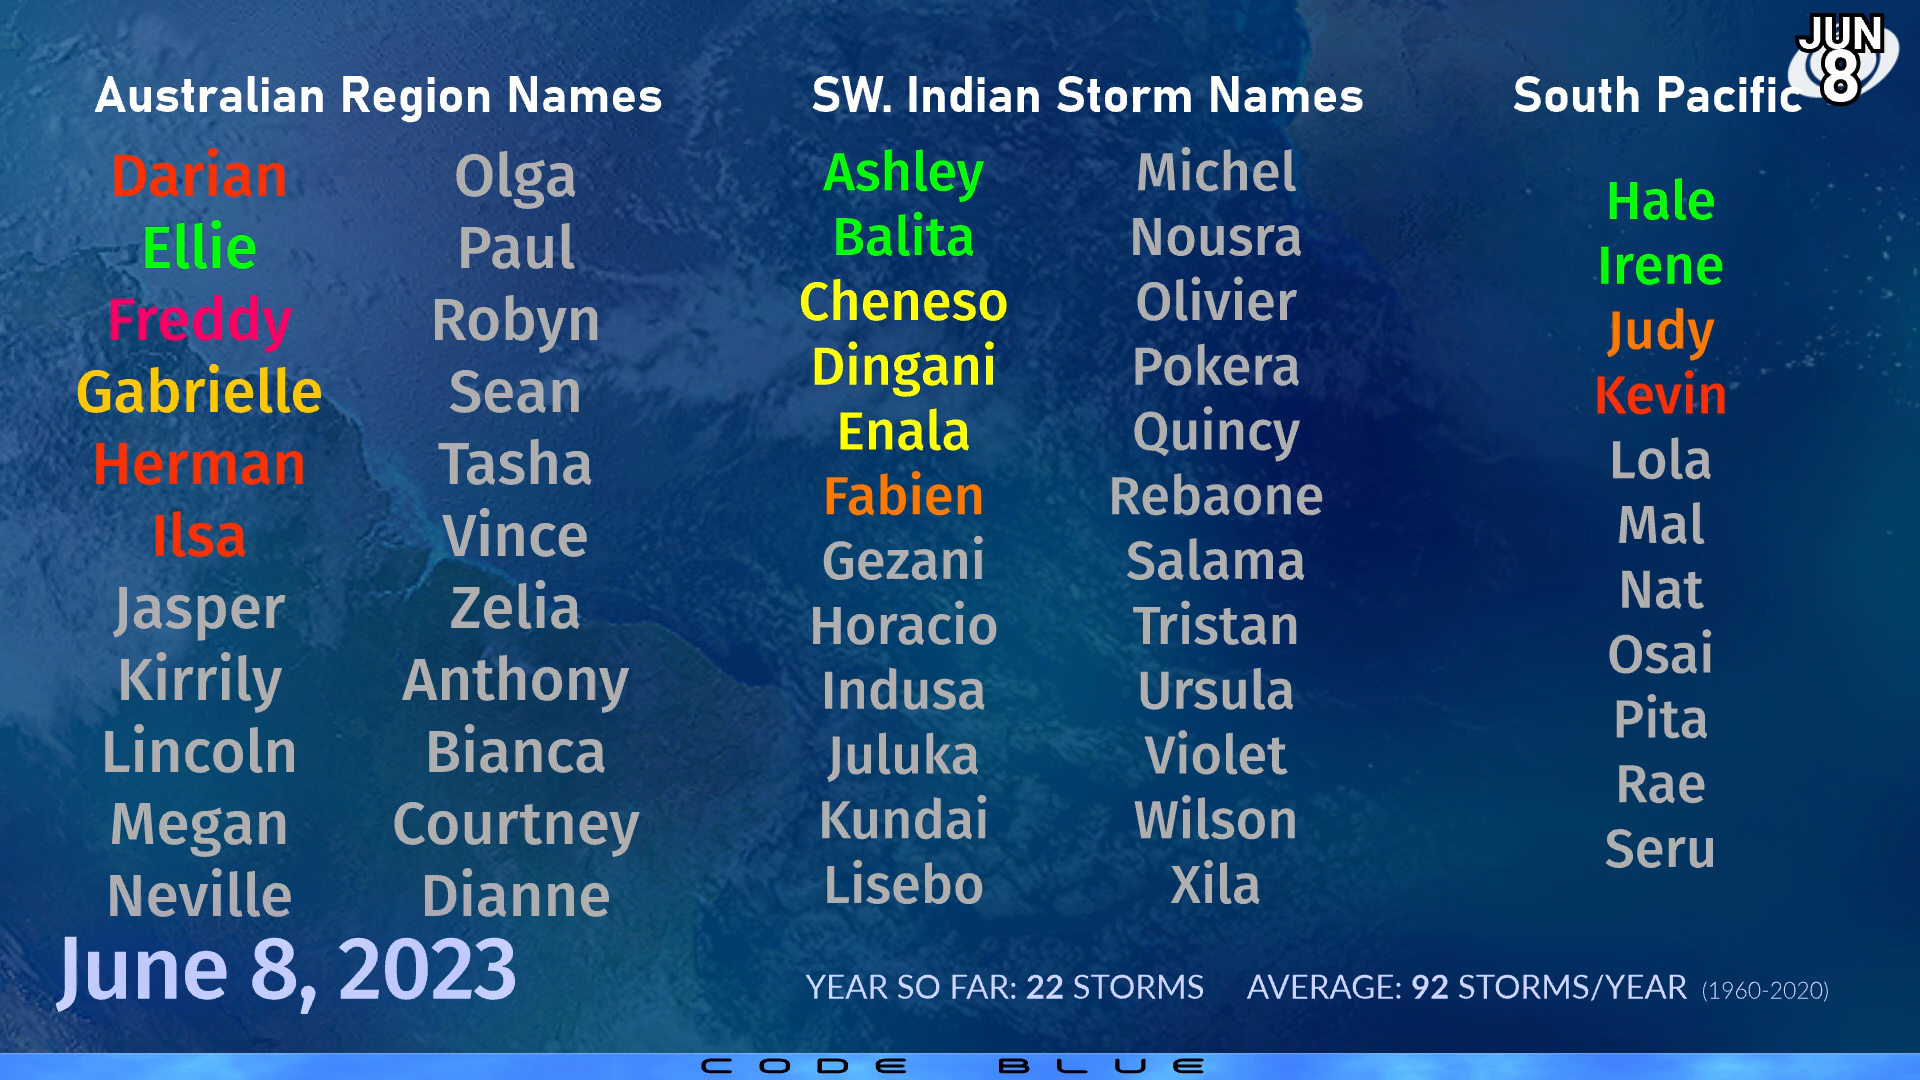 JUN
8
Australian Region Names
Darian
Ellie
Freddy
Gabrielle
Herman
Ilsa
Jasper
Kirrily
Lincoln
Megan
Neville
Olga
Paul
Robyn
Sean
Tasha
Vince
Zelia
Anthony
Bianca
Courtney
Dianne
SW. Indian Storm Names
Ashley
Balita
Cheneso
Dingani
Enala
Fabien
Gezani
Horacio
Indusa
Juluka
Kundai
Lisebo
Michel
Nousra
Olivier
Pokera
Quincy
Rebaone
Salama
Tristan
Ursula
Violet
Wilson
Xila
South Pacific
Hale
Irene
Judy
Kevin
Lola
Mal
Nat
Osai
Pita
Rae
Seru
June 8, 2023
YEAR SO FAR: 22 STORMS AVERAGE: 92 STORMS/YEAR (1960-2020)
CODE BLUE